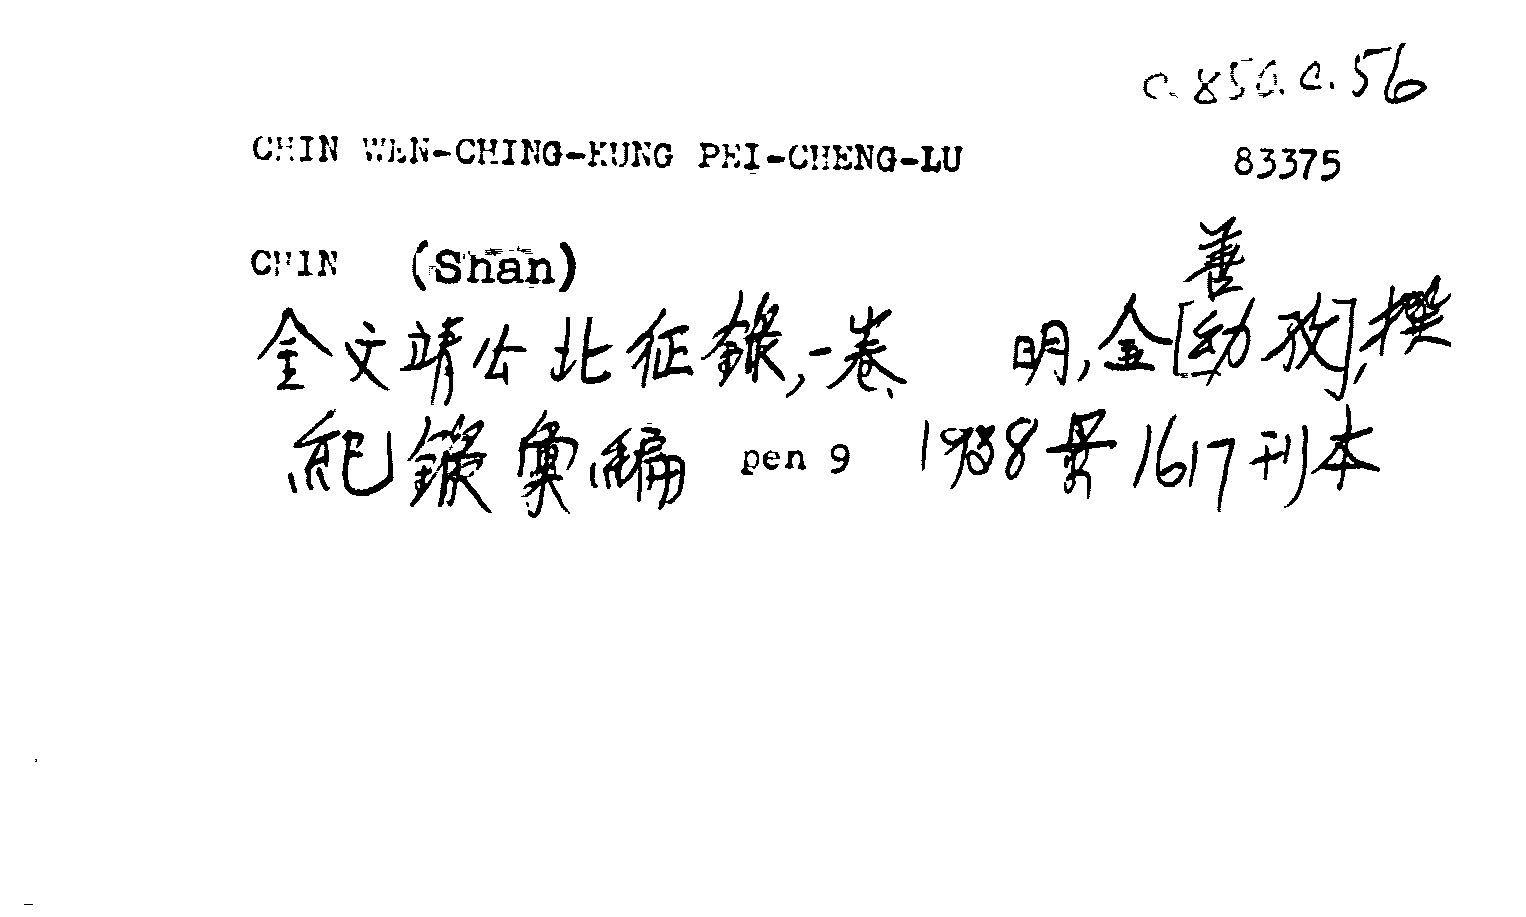 c.850.c.56
CHIN WEN-CHING-KUNG PEI-CHENG-LU 83375
善
CHIN (Shan)
金文靖公北征錄,一卷 明,金[幼孜],撰
紀錄彙編 pen 9 1938景1617刊本